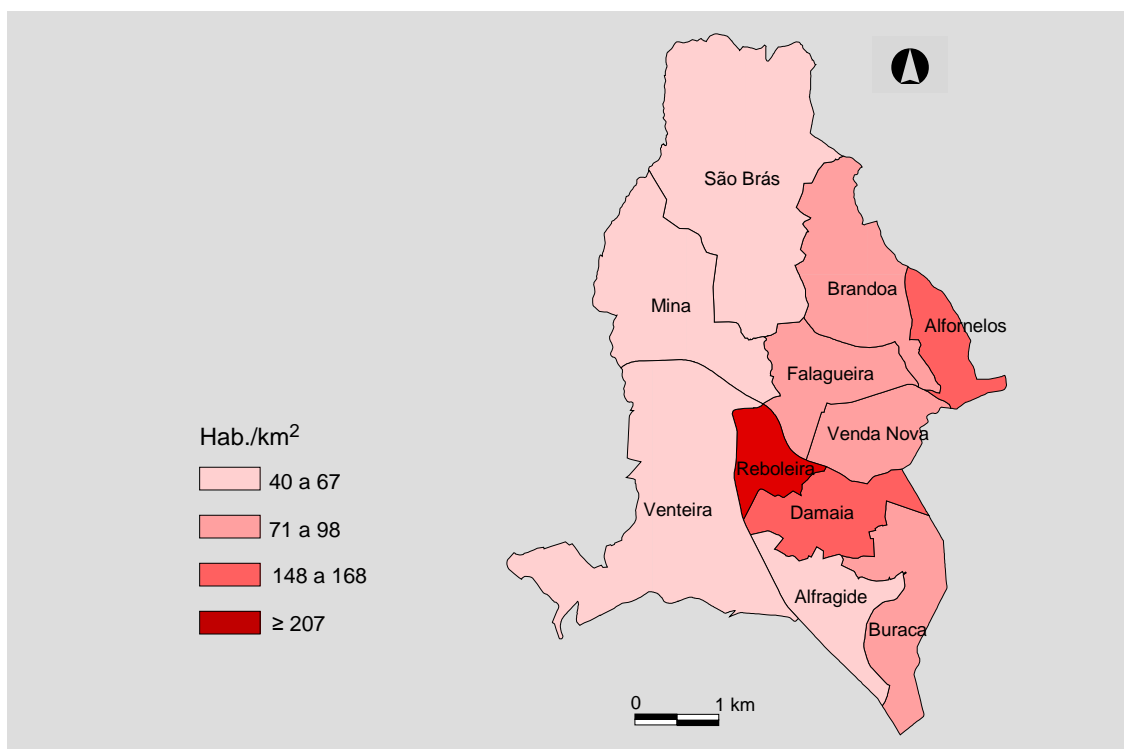 São Brás
Brandoa
Mina
Alfornelos
Falagueira
Venda Nova
Hab./km²
Reboleira
40 a 67
Venteira
Damaia
71 a 98
148 a 168
Alfragide
≥ 207
Buraca
0 1 km